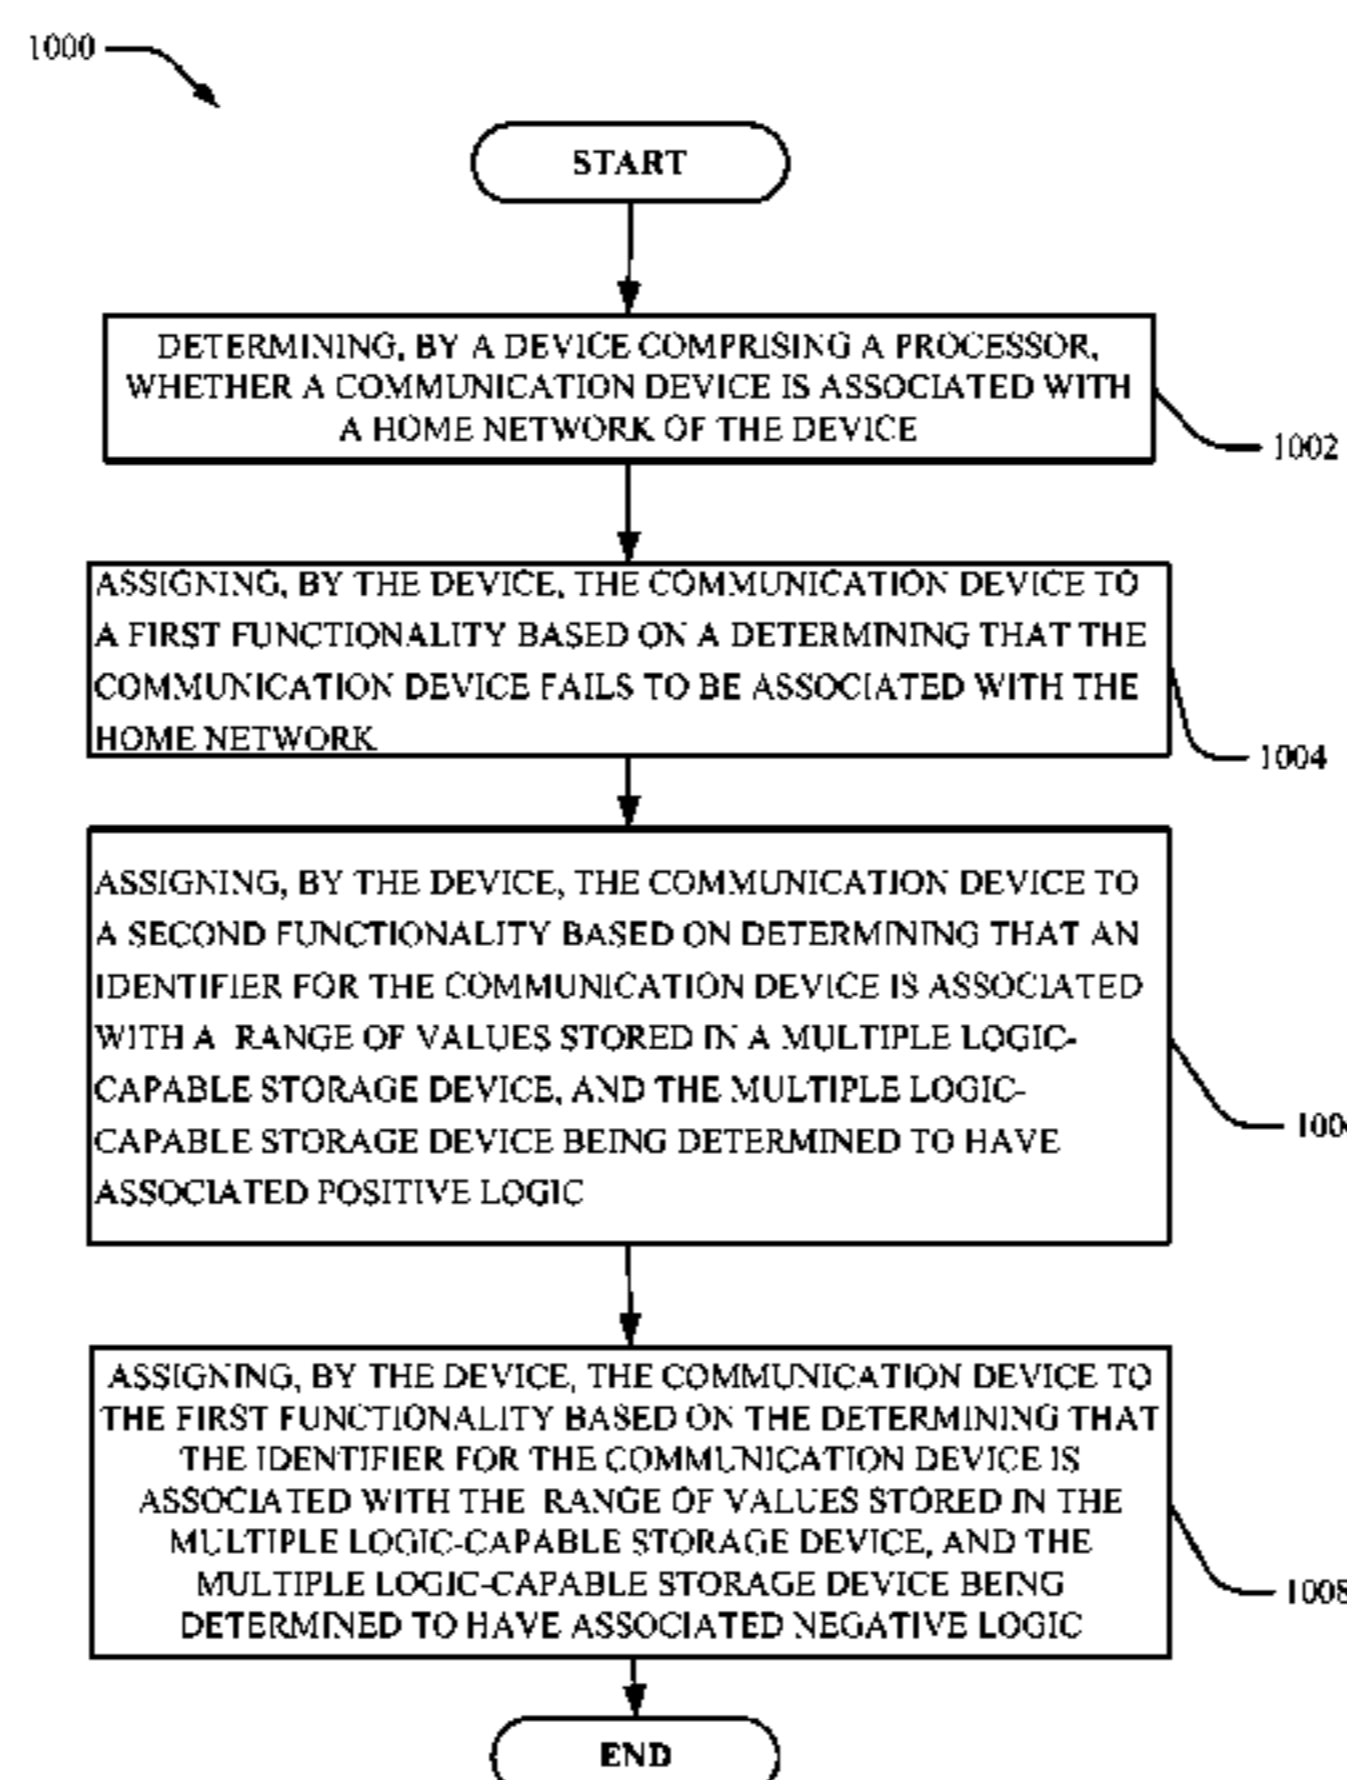 1000
START
DETERMINING, BY A DEVICE COMPRISING A PROCESSOR,
WHETHER A COMMUNICATION DEVICE IS ASSOCIATED WITH
A HOME NETWORK OF THE DEVICE
1002
ASSIGNING, BY THE DEVICE, THE COMMUNICATION DEVICE TO
A FIRST FUNCTIONALITY BASED ON A DETERMINING THAT THE
COMMUNICATION DEVICE FAILS TO BE ASSOCIATED WITH THE
HOME NETWORK
1004
ASSIGNING, BY THE DEVICE, THE COMMUNICATION DEVICE TO
A SECOND FUNCTIONALITY BASED ON DETERMINING THAT AN
IDENTIFIER FOR THE COMMUNICATION DEVICE IS ASSOCIATED
WITH A RANGE OF VALUES STORED IN A MULTIPLE LOGIC-
CAPABLE STORAGE DEVICE, AND THE MULTIPLE LOGIC-
CAPABLE STORAGE DEVICE BEING DETERMINED TO HAVE
ASSOCIATED POSITIVE LOGIC
ASSIGNING, BY THE DEVICE, THE COMMUNICATION DEVICE TO
THE FIRST FUNCTIONALITY BASED ON THE DETERMINING THAT
THE IDENTIFIER FOR THE COMMUNICATION DEVICE IS
ASSOCIATED WITH THE RANGE OF VALUES STORED IN THE
MULTIPLE LOGIC-CAPABLE STORAGE DEVICE, AND THE
MULTIPLE LOGIC-CAPABLE STORAGE DEVICE BEING
DETERMINED TO HAVE ASSOCIATED NEGATIVE LOGIC
1008
END